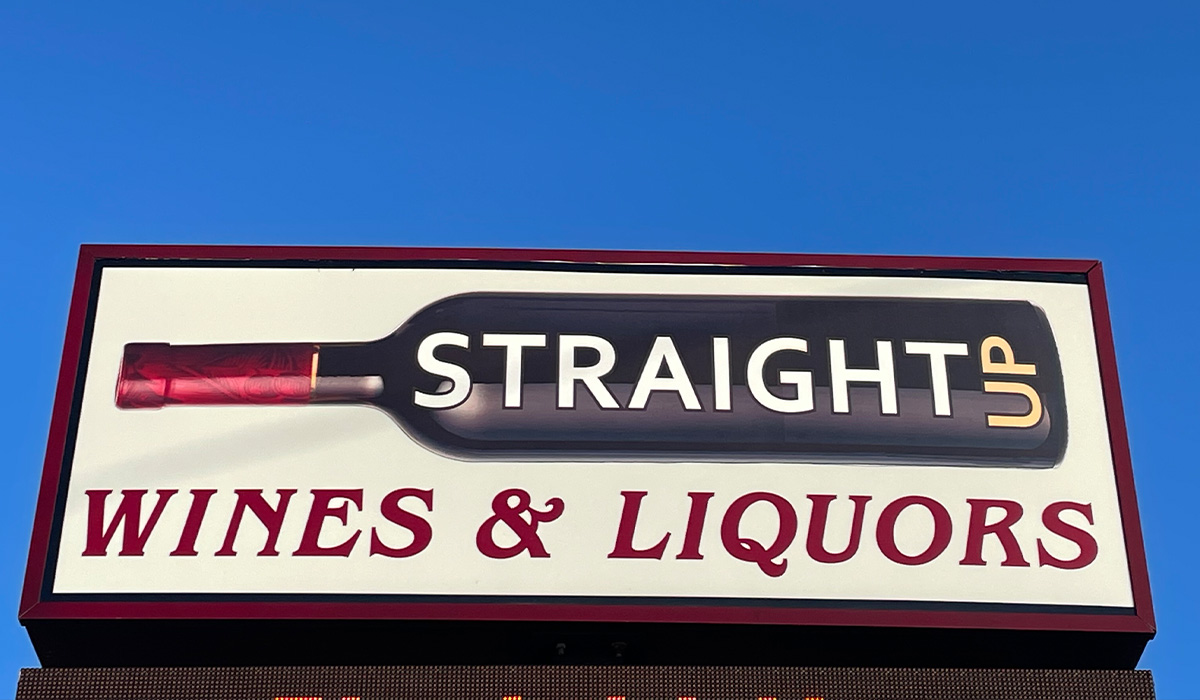 STRAIGHT UP
WINES & LIQUORS